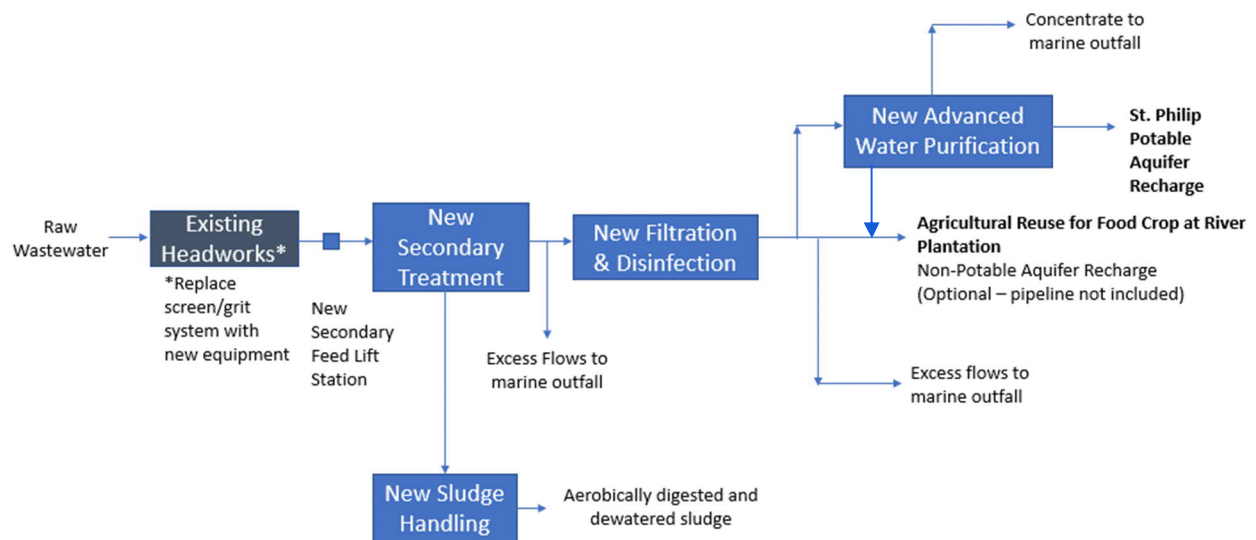 Concentrate to
marine outfall
New Advanced
Water Purification
St. Philip
Potable
Aquifer
Recharge
Raw
Wastewater
Existing
Headworks*
*Replace
screen/grit
system with
new equipment
New
Secondary
Feed Lift
Station
New
Secondary
Treatment
Excess Flows to
marine outfall
New Filtration
& Disinfection
Agricultural Reuse for Food Crop at River
Plantation
Non-Potable Aquifer Recharge
(Optional – pipeline not included)
Excess flows to
marine outfall
New Sludge
Handling
Aerobically digested and
dewatered sludge